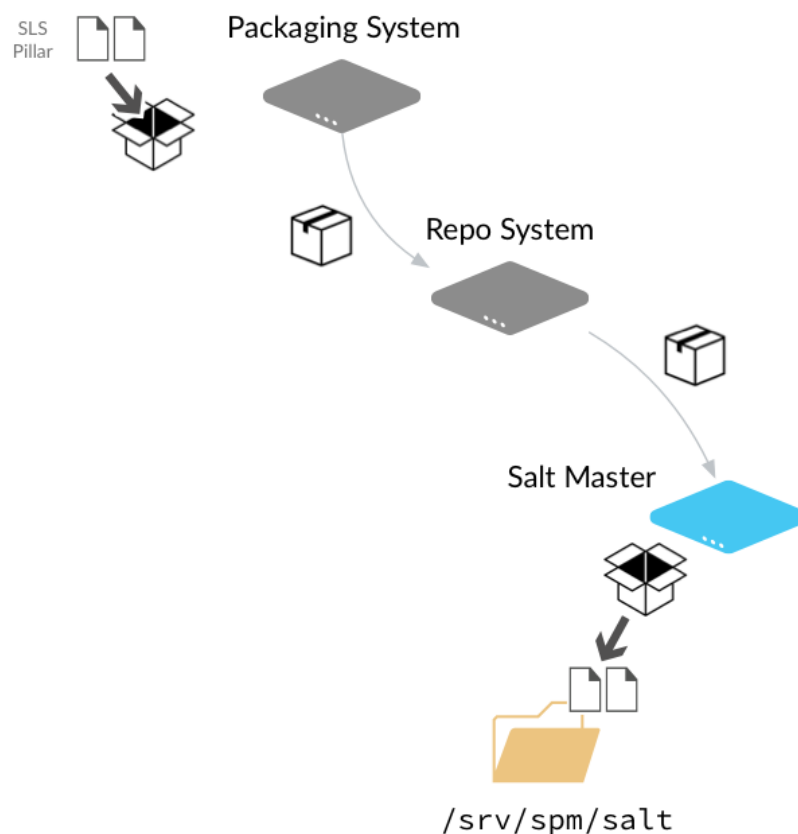 SLS
Pillar
Packaging System
Repo System
Salt Master
/srv/spm/salt